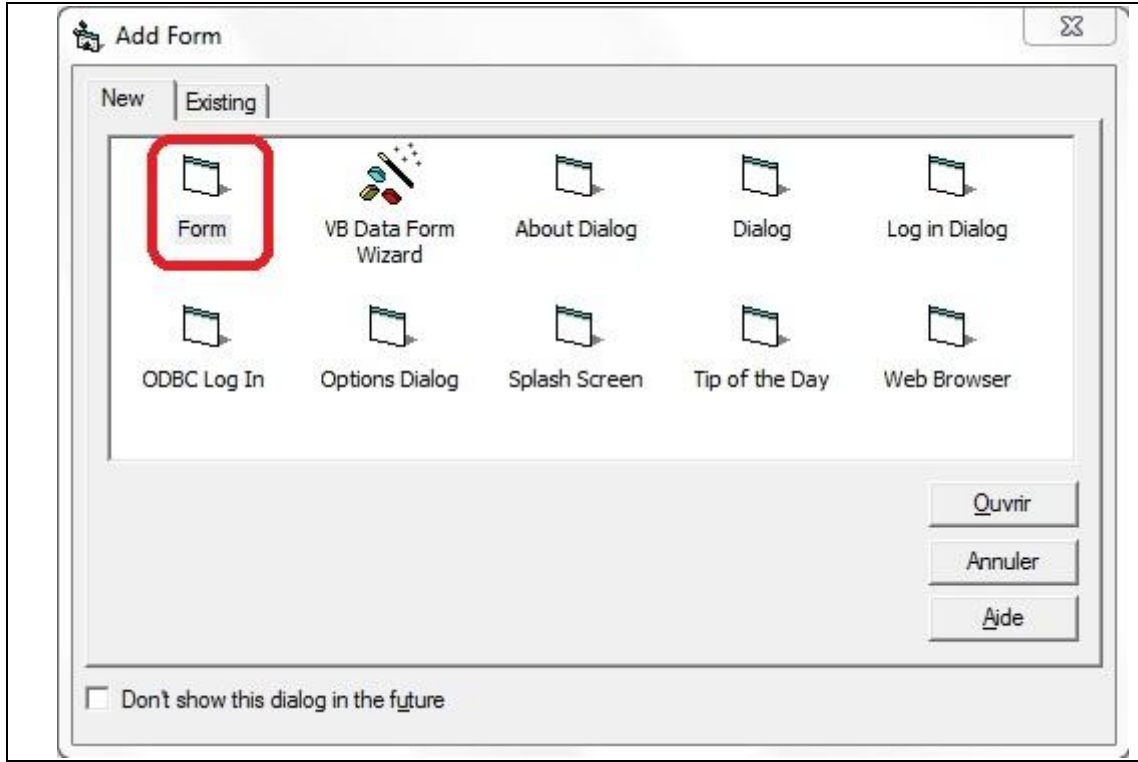 Add Form
New Existing
Form VB Data Form Wizard About Dialog Dialog Log in Dialog
ODBC Log In Options Dialog Splash Screen Tip of the Day Web Browser
Ouvrir
Annuler
Aide
Don't show this dialog in the future